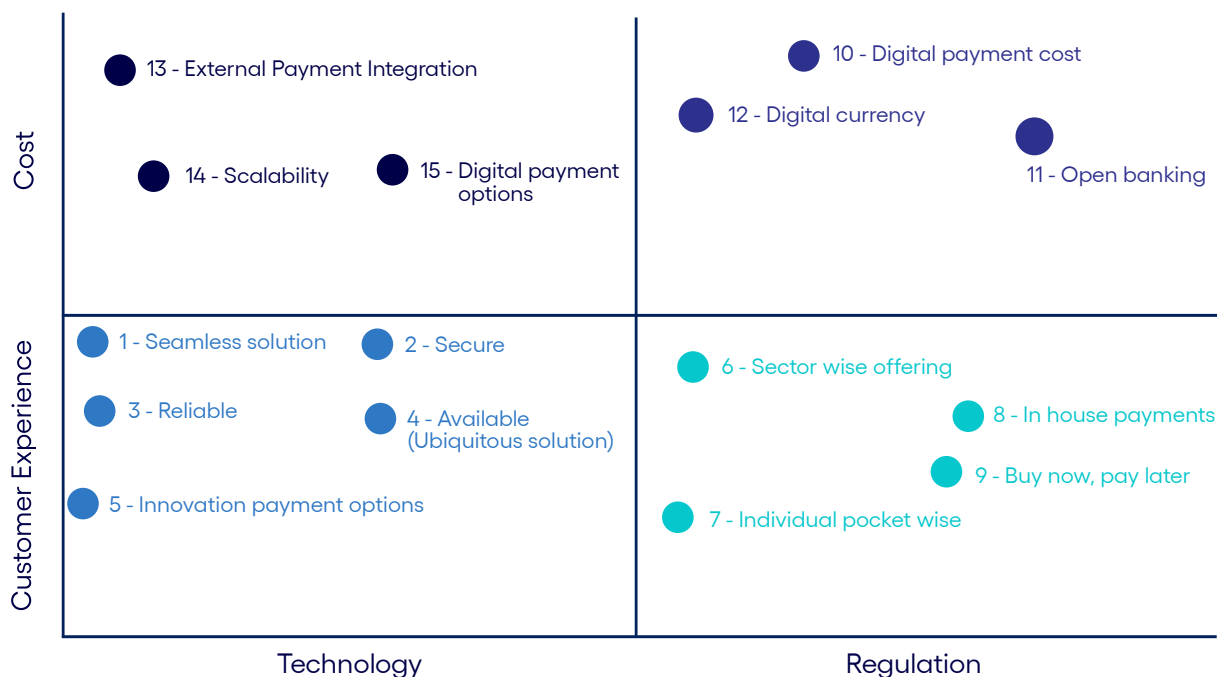 Cost
13 - External Payment Integration
14 - Scalability
15 - Digital payment
options
10 - Digital payment cost
12 - Digital currency
11 - Open banking
Customer Experience
1 - Seamless solution
2 - Secure
3 - Reliable
4 - Available
(Ubiquitous solution)
5 - Innovation payment options
6 - Sector wise offering
8 - In house payments
9 - Buy now, pay later
7 - Individual pocket wise
Technology
Regulation